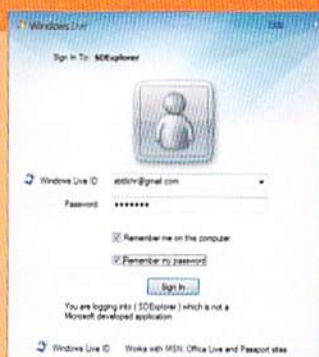 Windows Live
Sign In To: SDExplorer
Windows Live ID
Password •••••••
Remember me on this computer
Remember my password
Sign In
You are logging into ( SDExplorer ) which is not a
Microsoft developed application
Windows Live ID Works with MSN, Office Live and Passport sites